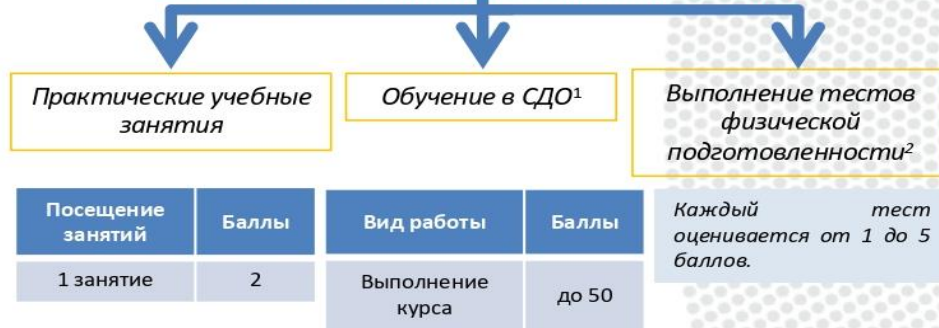 Практические учебные
занятия
Обучение в СДО¹
Выполнение тестов
физической
подготовленности²
Посещение
занятий
Баллы
1 занятие
2
Вид работы
Баллы
Выполнение
курса
до 50
Каждый тест
оценивается от 1 до 5
баллов.